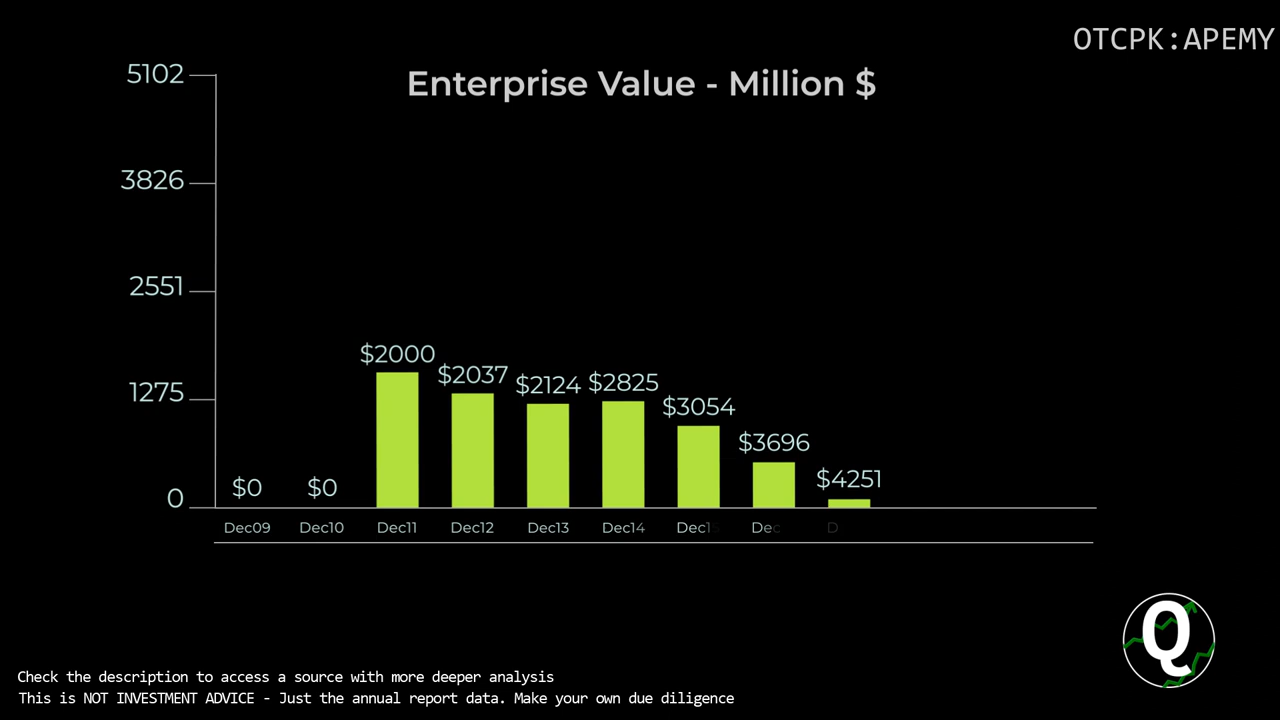 OTCPK:APEMY
Enterprise Value - Million $
5102
3826
2551
1275
0
$0
$0
$2000
$2037
$2124
$2825
$3054
$3696
$4251
Dec09
Dec10
Dec11
Dec12
Dec13
Dec14
Dec15
Dec
D
Q
Check the description to access a source with more deeper analysis
This is NOT INVESTMENT ADVICE - Just the annual report data. Make your own due diligence